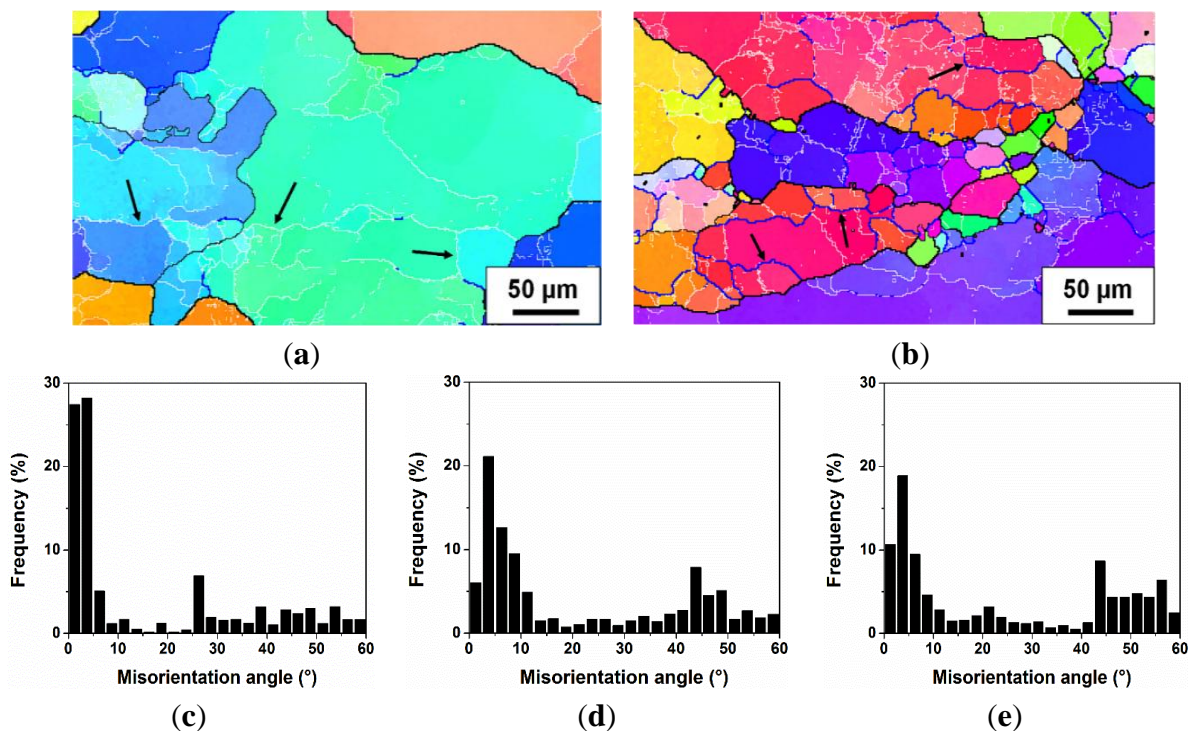 50 µm
50 µm
(a)
(b)
30
20
10
0
Frequency (%)
0 10 20 30 40 50 60
Misorientation angle (°)
(c)
30
20
10
0
Frequency (%)
0 10 20 30 40 50 60
Misorientation angle (°)
(d)
30
20
10
0
Frequency (%)
0 10 20 30 40 50 60
Misorientation angle (°)
(e)